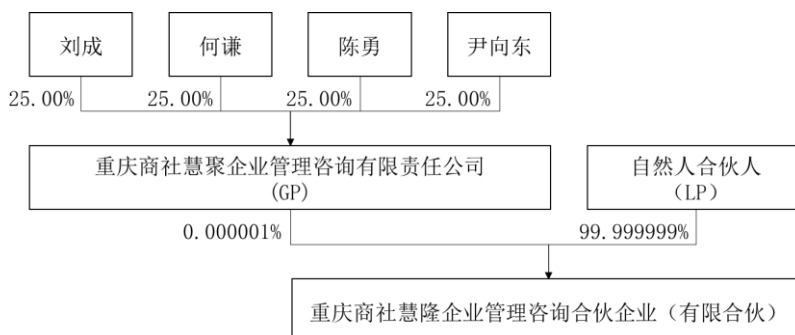 刘成
何谦
陈勇
尹向东
25.00%
25.00%
25.00%
25.00%
重庆商社慧聚企业管理咨询有限责任公司
(GP)
自然人合伙人
（LP）
0.000001%
99.999999%
重庆商社慧隆企业管理咨询合伙企业（有限合伙）